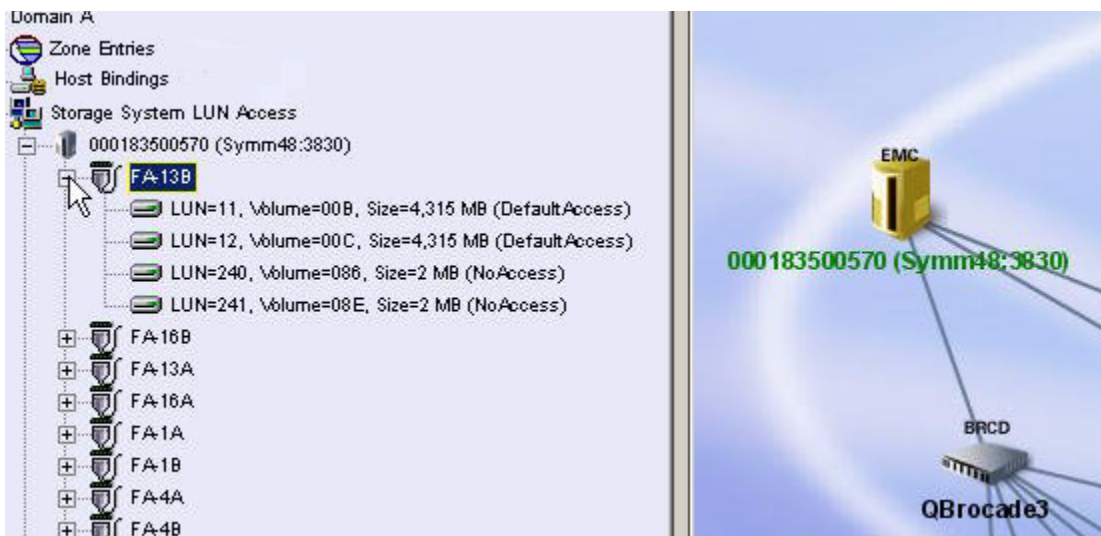 Domain A
Zone Entries
Host Bindings
Storage System LUN Access
000183500570 (Symm48:3830)
FA-13B
LUN=11, Volume=00B, Size=4,315 MB (DefaultAccess)
LUN=12, Volume=00C, Size=4,315 MB (DefaultAccess)
LUN=240, Volume=086, Size=2 MB (NoAccess)
LUN=241, Volume=08E, Size=2 MB (NoAccess)
FA-16B
FA-13A
FA-16A
FA-1A
FA-1B
FA-4A
FA-4B
EMC
000183500570 (Symm48:3830)
BRCD
QBrocade3